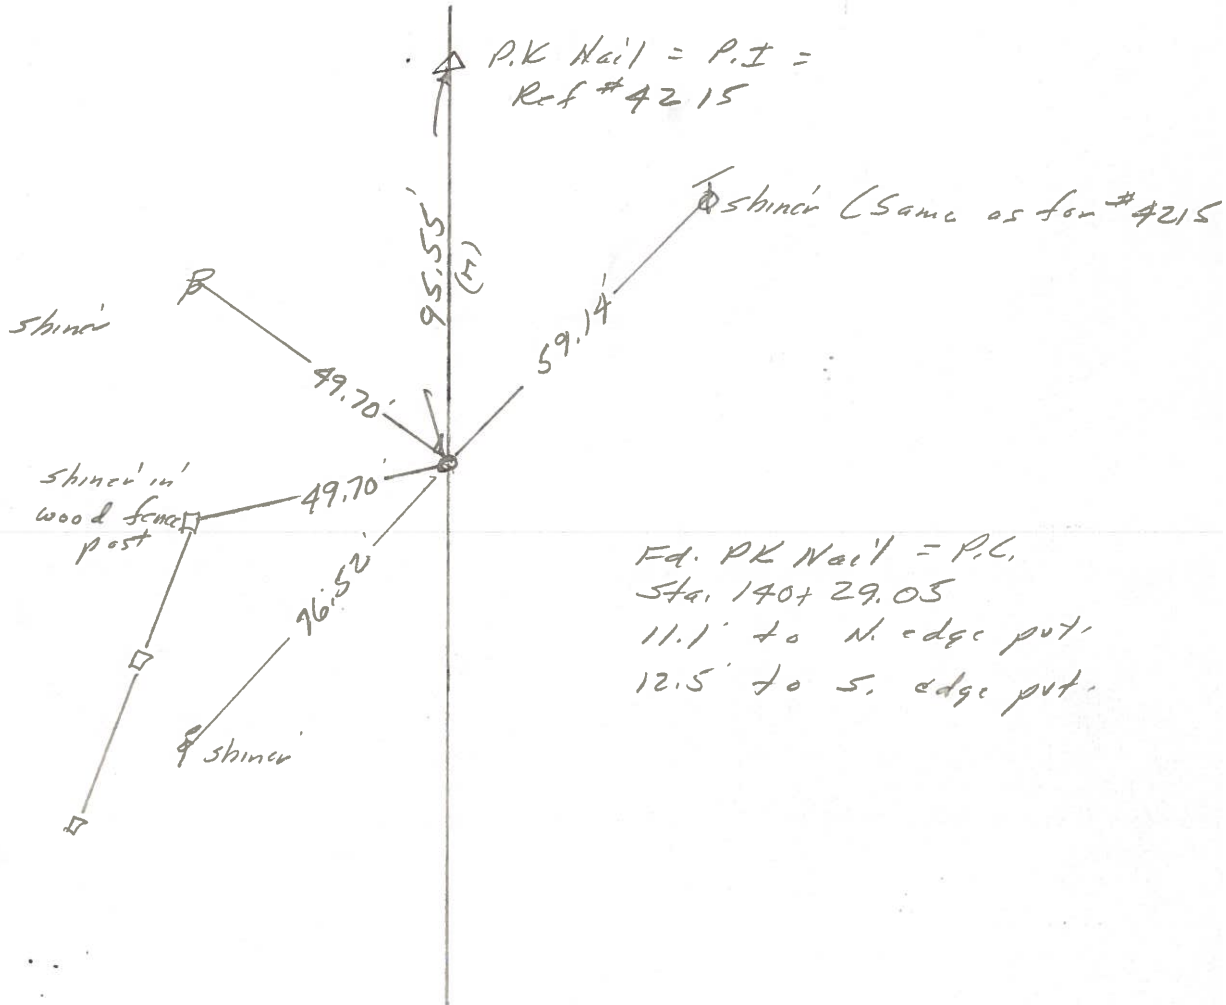 P.K Nail = P.I =
Ref #4215
shiner (Same as for #4215
95.55'
(M)
59.14'
shiner
49.70'
shiner in
wood fence
post
49.70'
76.52'
shiner
Fd. PK Nail = P.C.
Sta. 140+29.05
11.1' to N. edge pvt.
12.5' to S. edge pvt.